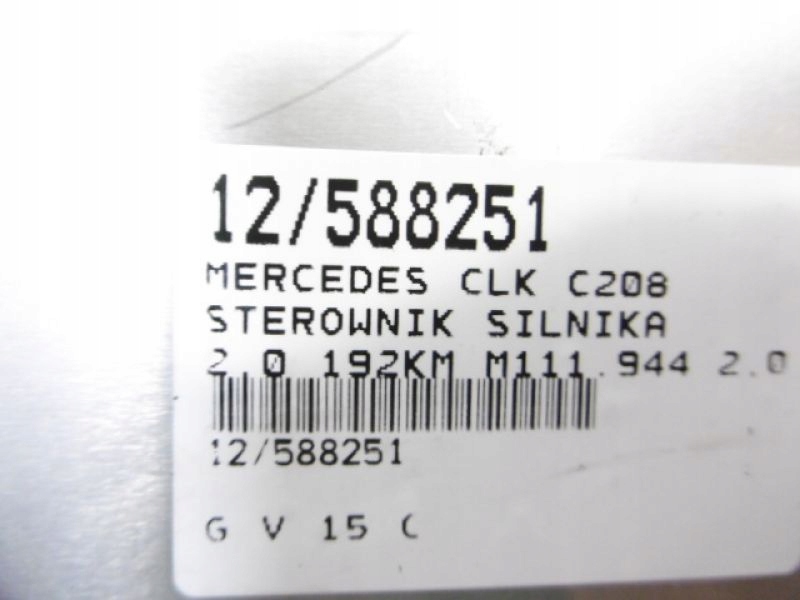 12/588251
MERCEDES CLK C208
STEROWNIK SILNIKA
2.0 192KM M111.944 2.0
12/588251
G V 15 C